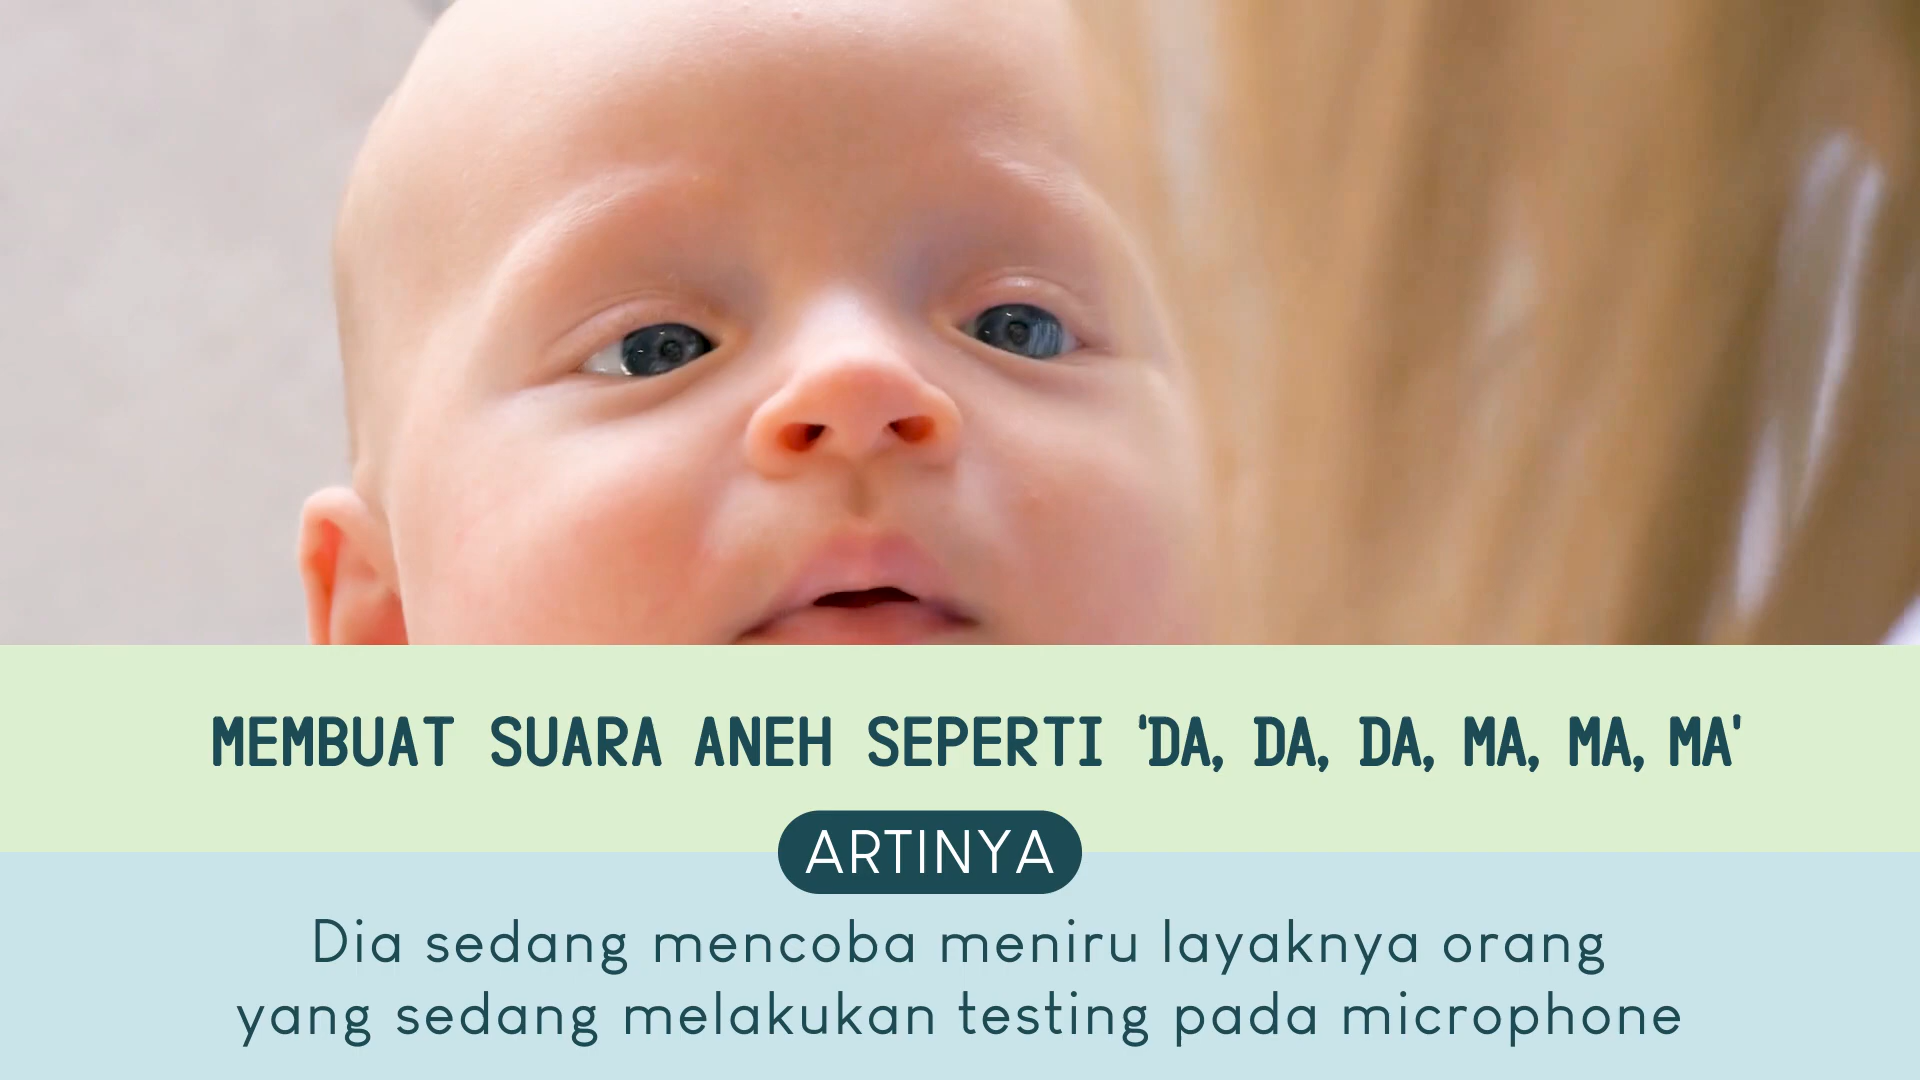 MEMBUAT SUARA ANEH SEPERTI 'DA, DA, DA, MA, MA, MA'
ARTINYA
Dia sedang mencoba meniru layaknya orang
yang sedang melakukan testing pada microphone